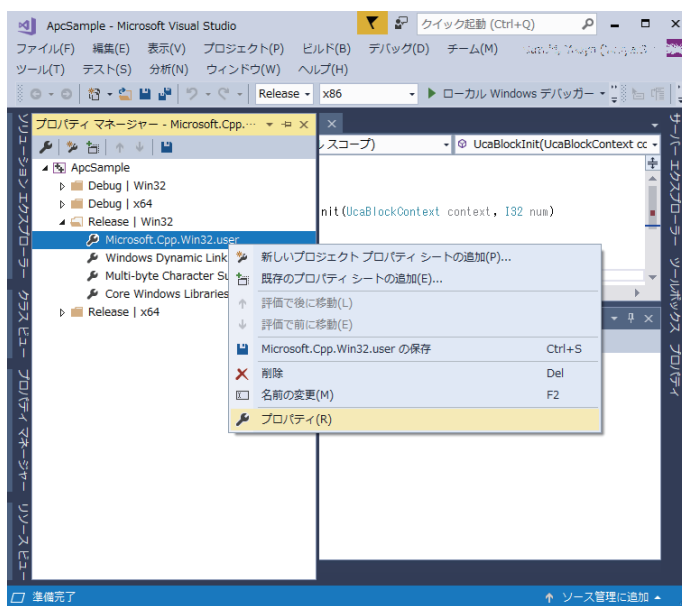 ApcSample - Microsoft Visual Studio
クイック起動 (Ctrl+Q)
ファイル(F) 編集(E) 表示(V) プロジェクト(P) ビルド(B) デバッグ(D) チーム(M)
ツール(T) テスト(S) 分析(N) ウィンドウ(W) ヘルプ(H)
Release x86 ローカル Windows デバッガー
ソリューション エクスプローラー
クラス ビュー
プロパティ マネージャー
リソース ビュー
プロパティ マネージャー - Microsoft.Cpp...
ApcSample
Debug | Win32
Debug | x64
Release | Win32
Microsoft.Cpp.Win32.user
Windows Dynamic Link
Multi-byte Character Su
Core Windows Libraries
Release | x64
スコープ) UcaBlockInit(UcaBlockContext cc
nit(UcaBlockContext context, I32 num)
新しいプロジェクト プロパティ シートの追加(P)...
既存のプロパティ シートの追加(E)...
評価で後に移動(L)
評価で前に移動(E)
Microsoft.Cpp.Win32.user の保存 Ctrl+S
削除 Del
名前の変更(M) F2
プロパティ(R)
サーバー エクスプローラー
ツールボックス
プロパティ
準備完了
ソース管理に追加